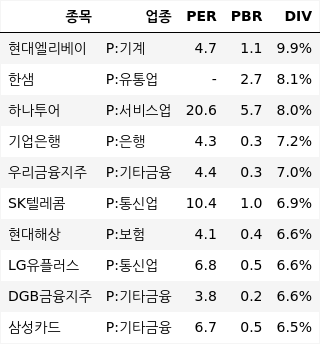 종목 업종 PER PBR DIV
현대엘리베이 P:기계 4.7 1.1 9.9%
한샘 P:유통업 - 2.7 8.1%
하나투어 P:서비스업 20.6 5.7 8.0%
기업은행 P:은행 4.3 0.3 7.2%
우리금융지주 P:기타금융 4.4 0.3 7.0%
SK텔레콤 P:통신업 10.4 1.0 6.9%
현대해상 P:보험 4.1 0.4 6.6%
LG유플러스 P:통신업 6.8 0.5 6.6%
DGB금융지주 P:기타금융 3.8 0.2 6.6%
삼성카드 P:기타금융 6.7 0.5 6.5%